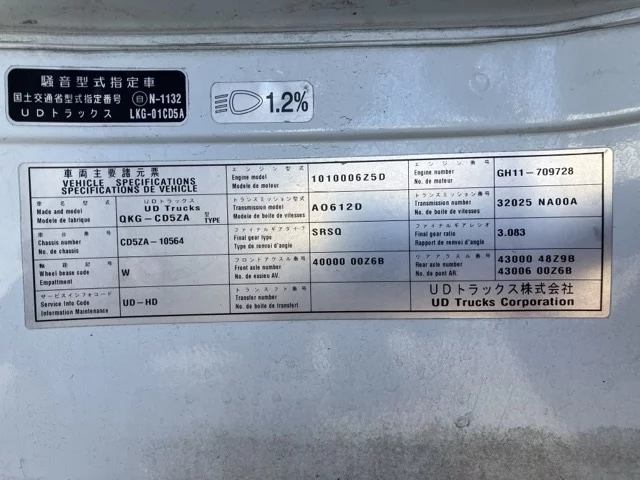 騒音型式指定車
国土交通省型式指定番号 自 N-1132
UDトラックス LKG-01CD5A
1.2%
車両主要諸元票
VEHICLE SPECIFICATIONS
SPECIFICATIONS DE VEHICLE
エンジン型式
Engine model
Modele de moteur
1010006Z5D
エンジン番号
Engine number
No. de moteur
GH11-709728
車名型式
Made and model
Modele de fabrique
UDトラックス
UD Trucks
QKG-CD5ZA 型 TYPE
トランスミッション型式
Transmission model
Modele de boite de vitesses
AO612D
トランスミッション番号
Transmission number
No. de boite de vitesses
32025 NA00A
車台番号
Chassis number
No. de chassis
CD5ZA-10564
ファイナルギアタイプ
Final gear type
Type de renvoi d'angle
SRSQ
ファイナルギアレシオ
Final gear ratio
Rapport de renvoi d'angle
3.083
軸距記号
Wheel base code
Empattment
W
フロントアクスル番号
Front axle number
No. de essieu AV.
40000 00Z6B
リアアクスル番号
Rear axle number
No. de pont AR.
43000 48Z9B
43006 00Z6B
サービスインフォコード
Service Info Code
Information Maintenance
UD-HD
トランスファ番号
Transfer number
No. de boite de transfert.
UDトラックス株式会社
UD Trucks Corporation